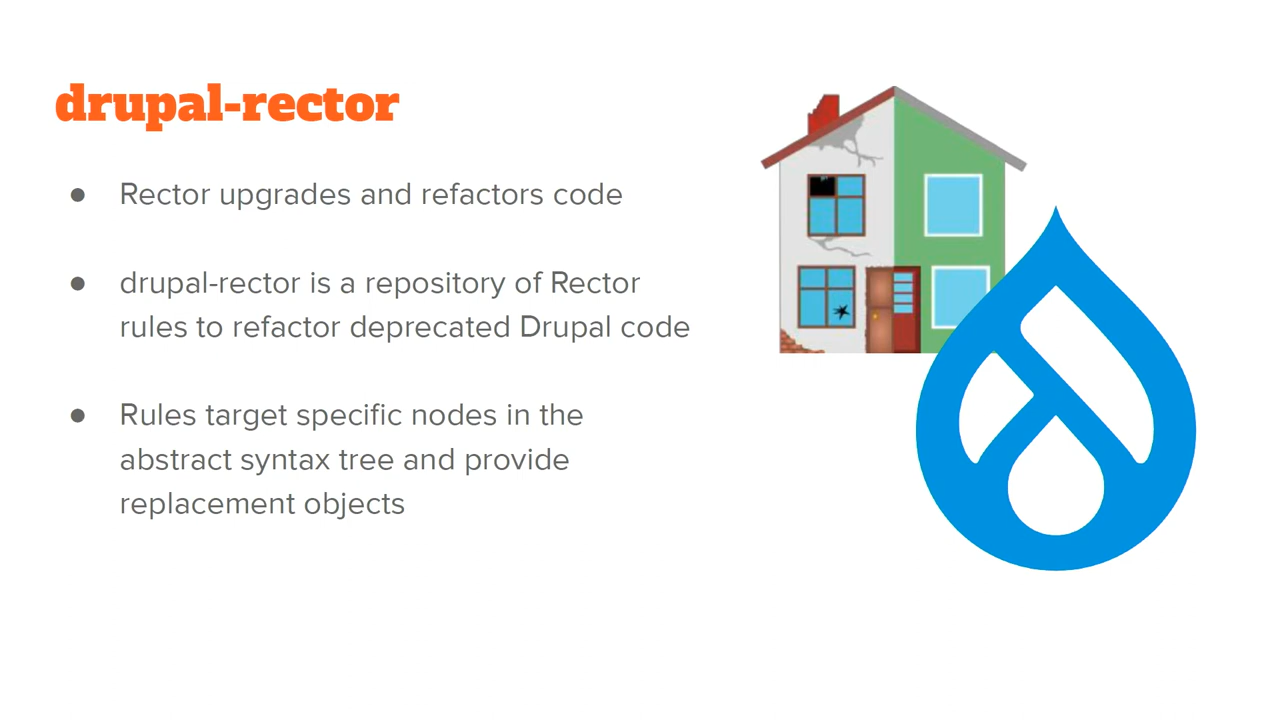 drupal-rector
● Rector upgrades and refactors code
● drupal-rector is a repository of Rector
rules to refactor deprecated Drupal code
● Rules target specific nodes in the
abstract syntax tree and provide
replacement objects